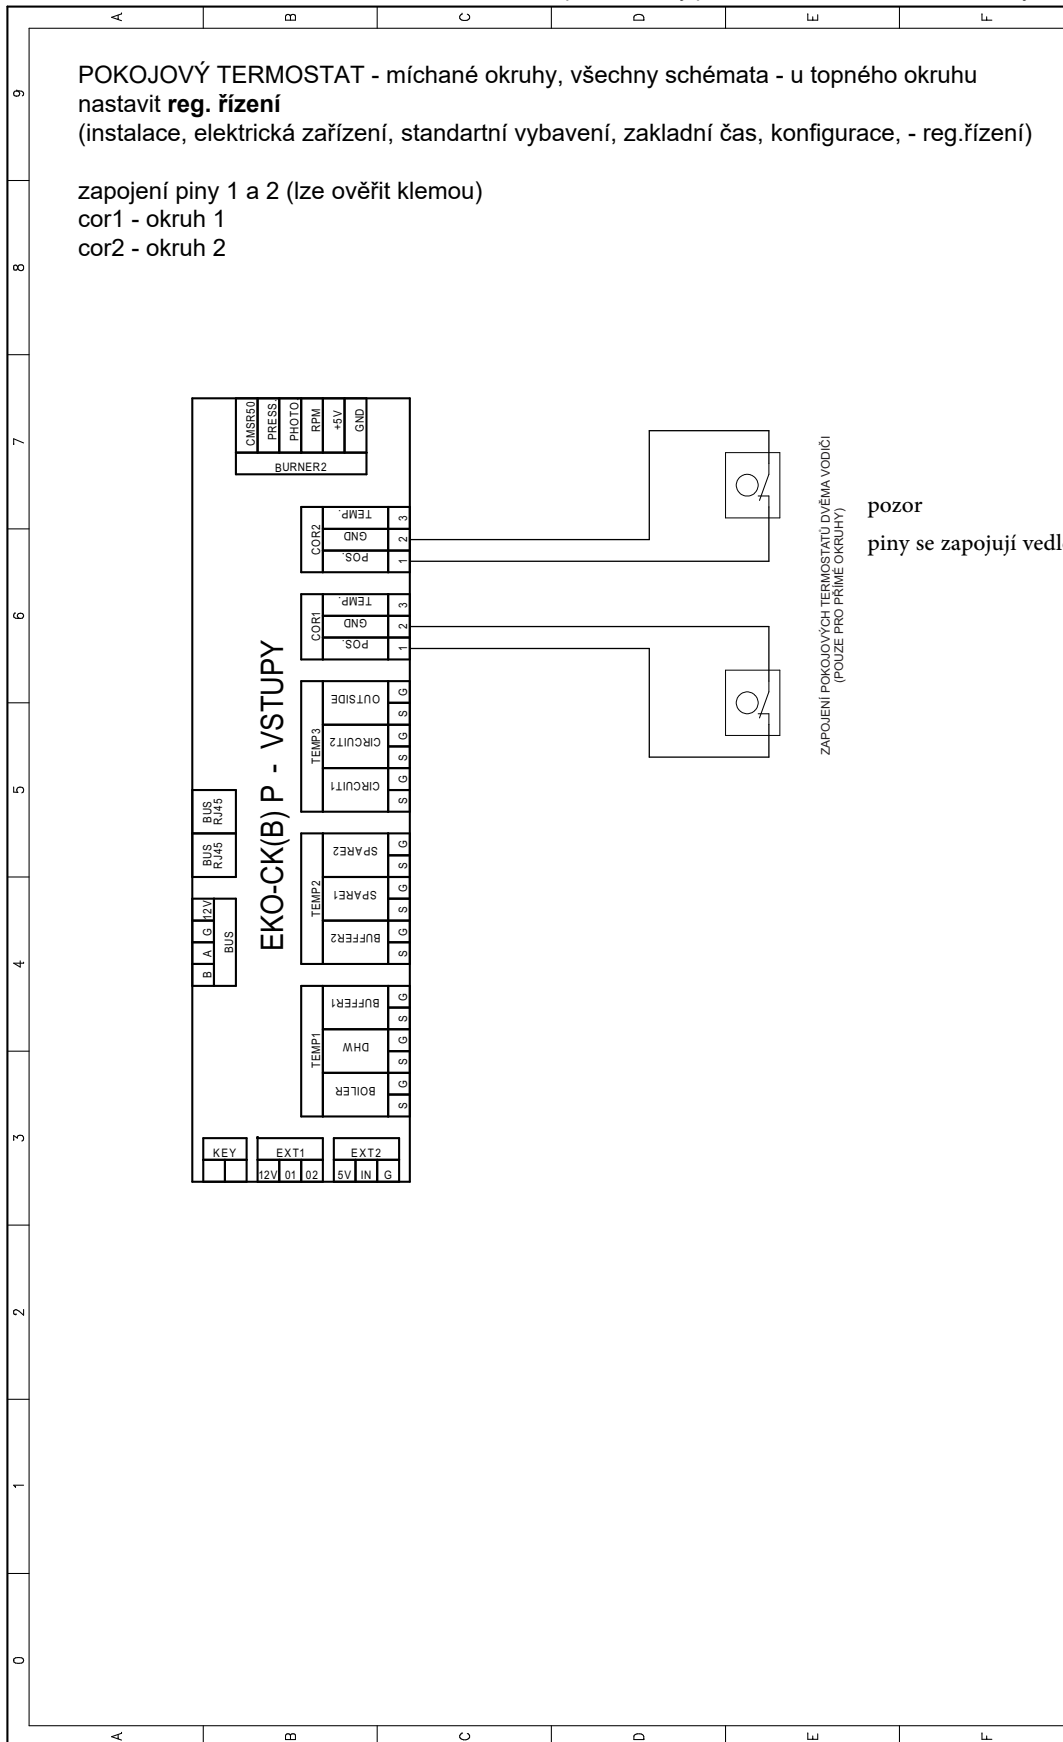 A B C D E F
POKOJOVÝ TERMOSTAT - míchané okruhy, všechny schémata - u topného okruhu
nastavit reg. řízení
(instalace, elektrická zařízení, standartní vybavení, zakladní čas, konfigurace, - reg.řízení)
zapojení piny 1 a 2 (lze ověřit klemou)
cor1 - okruh 1
cor2 - okruh 2
9
8
7
6
5
4
3
2
1
0
CMSR50
PRESS.
PHOTO
RPM
+5V
GND
BURNER2
COR2
TEMP. 3
GND 2
POS. 1
COR1
TEMP. 3
GND 2
POS. 1
EKO-CK(B) P - VSTUPY
TEMP3
OUTSIDE G S
CIRCUIT2 G S
CIRCUIT1 G S
BUS RJ45
BUS RJ45
TEMP2
SPARE2 G S
SPARE1 G S
BUFFER2 G S
BUS
12V
G
A
B
TEMP1
BUFFER1 G S
DHW G S
BOILER G S
KEY
EXT1
12V 01 02
EXT2
5V IN G
ZAPOJENÍ POKOJOVÝCH TERMOSTATŮ DVĚMA VODIČI
(POUZE PRO PŘÍMÉ OKRUHY)
pozor
piny se zapojují
A B C D E F